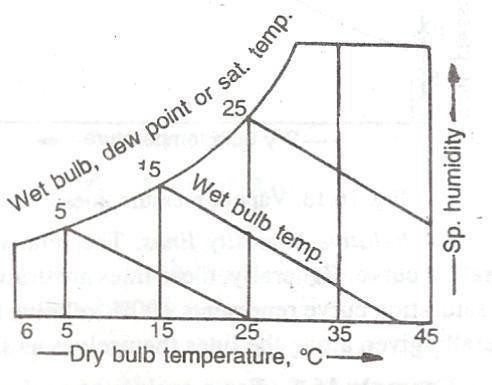 Wet bulb, dew point or sat. temp.
25
15
5
Wet bulb temp.
Sp. humidity
6 5 15 25 35 45
Dry bulb temperature, °C